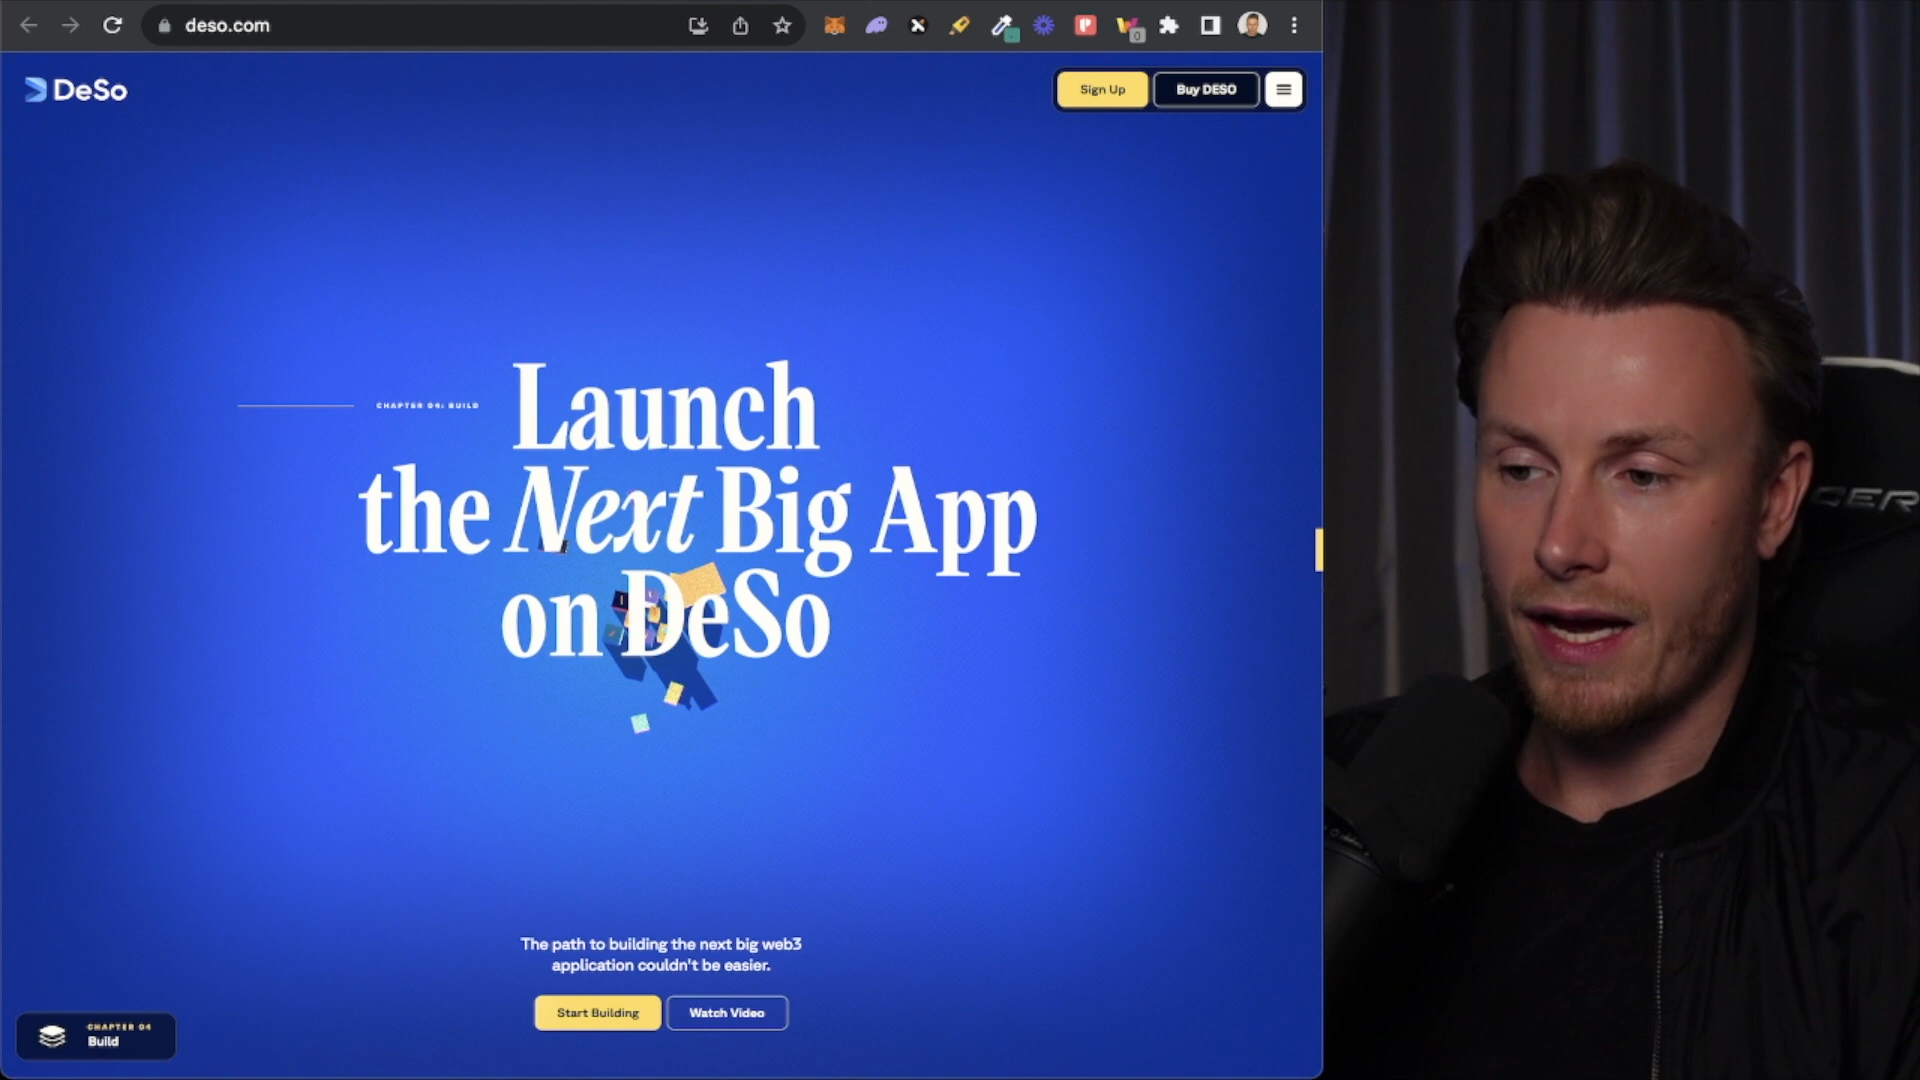 deso.com
0
DeSo
Sign Up
Buy DESO
CHAPTER 04: BUILD
Launch
the Next Big App
on DeSo
The path to building the next big web3
application couldn't be easier.
Start Building
Watch Video
CHAPTER 04
Build